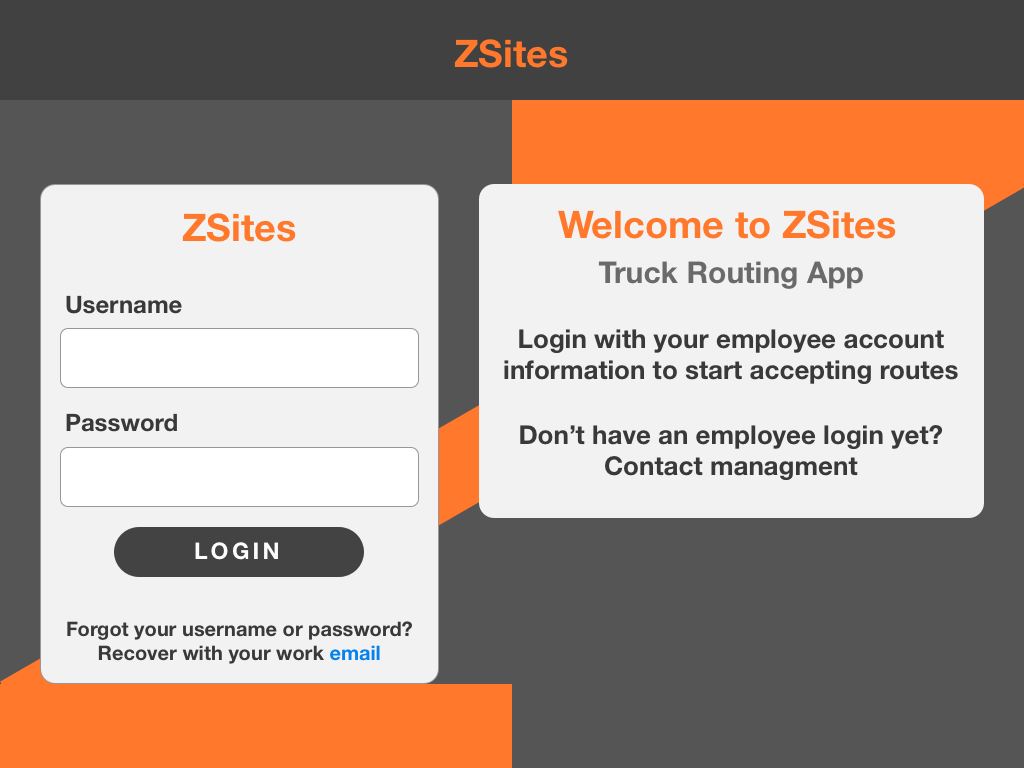 ZSites
ZSites
Username
Password
LOGIN
Forgot your username or password?
Recover with your work email
Welcome to ZSites
Truck Routing App
Login with your employee account
information to start accepting routes
Don’t have an employee login yet?
Contact managment